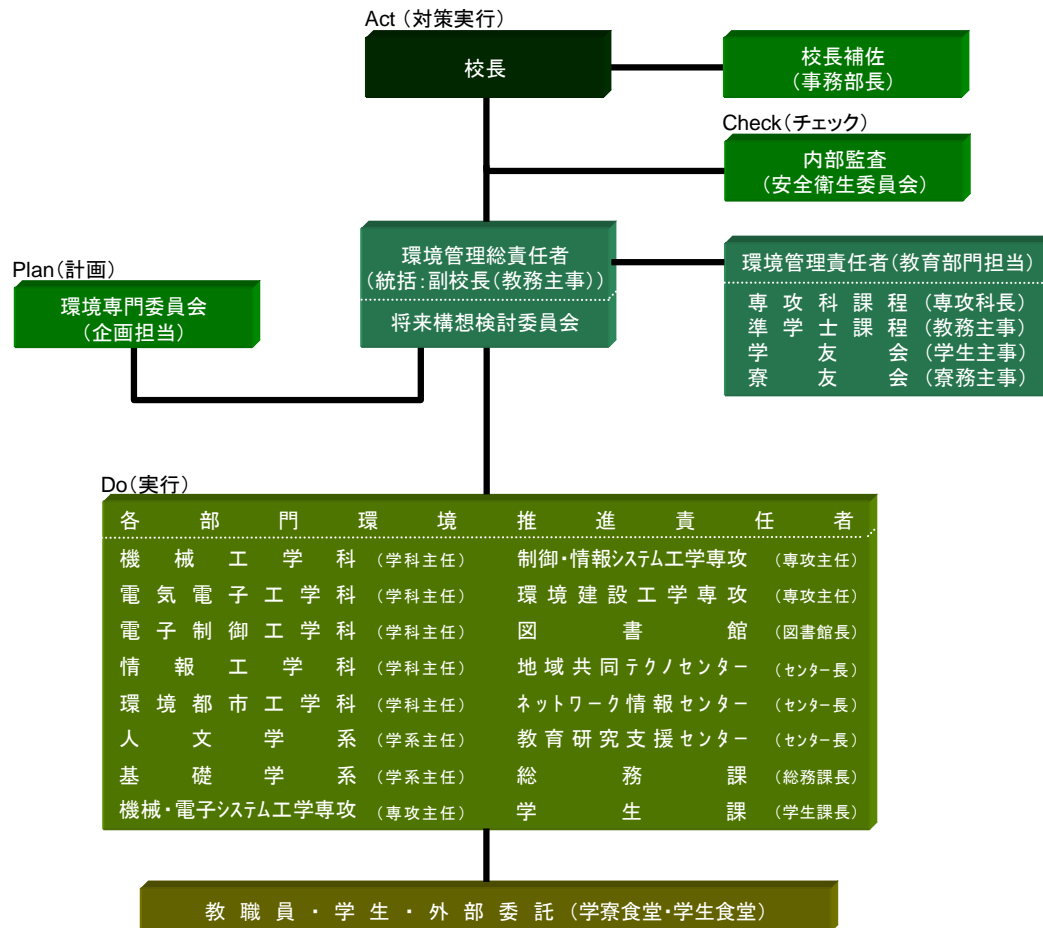 Act（対策実行）
校長
校長補佐
（事務部長）
Check（チェック）
内部監査
（安全衛生委員会）
環境管理総責任者
（統括：副校長（教務主事））
将来構想検討委員会
環境管理責任者（教育部門担当）
専攻科課程（専攻科長）
準学士課程（教務主事）
学友会（学生主事）
寮友会（寮務主事）
Plan（計画）
環境専門委員会
（企画担当）
Do（実行）
各部門環境推進責任者
機械工学科（学科主任）
電気電子工学科（学科主任）
電子制御工学科（学科主任）
情報工学科（学科主任）
環境都市工学科（学科主任）
人文学系（学系主任）
基礎学系（学系主任）
機械・電子システム工学専攻（専攻主任）
制御・情報システム工学専攻（専攻主任）
環境建設工学専攻（専攻主任）
図書館（図書館長）
地域共同テクノセンター（センター長）
ネットワーク情報センター（センター長）
教育研究支援センター（センター長）
総務課（総務課長）
学生課（学生課長）
教職員・学生・外部委託（学寮食堂・学生食堂）